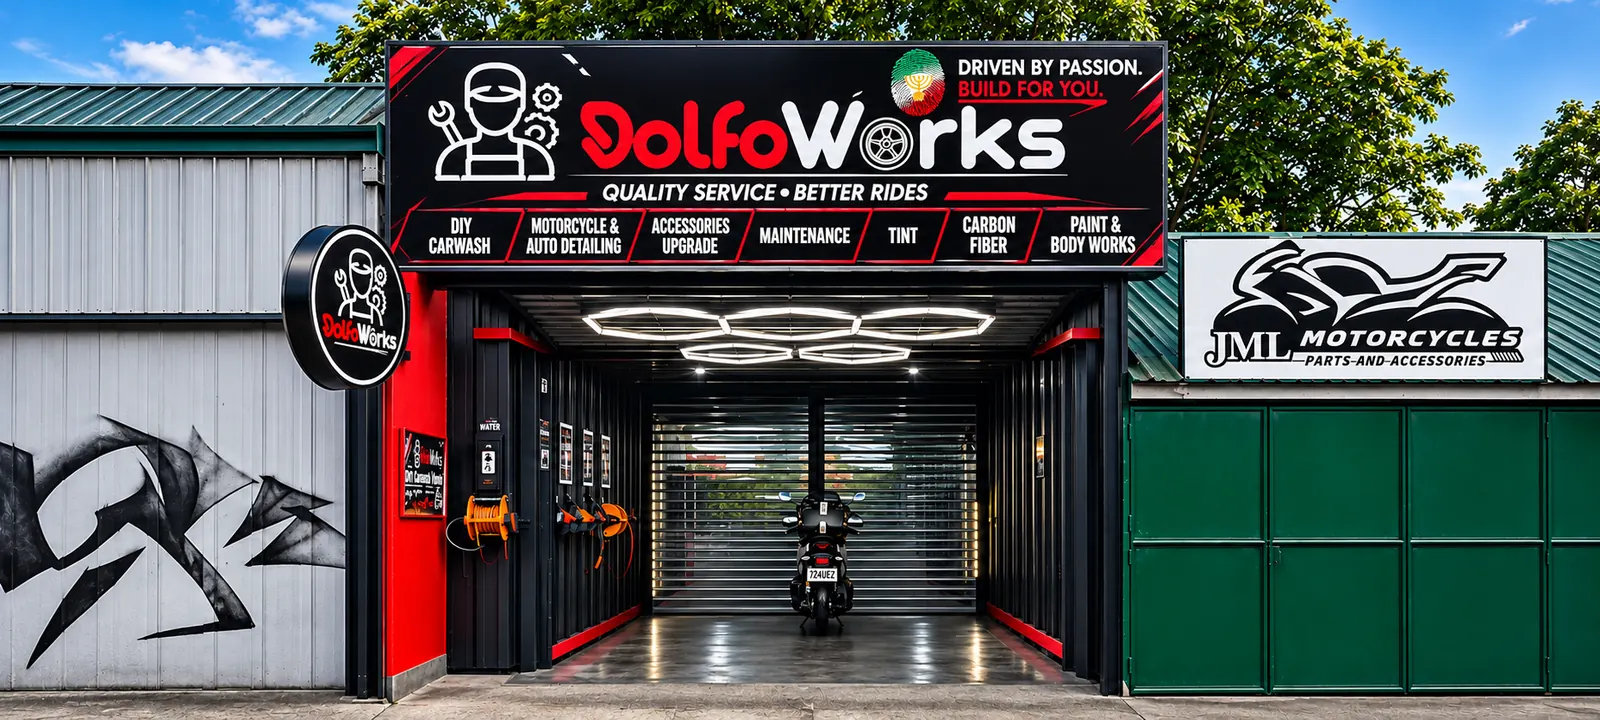 DRIVEN BY PASSION.
BUILD FOR YOU.
DolfoWorks
QUALITY SERVICE • BETTER RIDES
DIY
CARWASH
MOTORCYCLE &
AUTO DETAILING
ACCESSORIES
UPGRADE
MAINTENANCE
TINT
CARBON
FIBER
PAINT &
BODY WORKS
DolfoWorks
WATER
724UEZ
JML MOTORCYCLES
PARTS-AND-ACCESSORIES